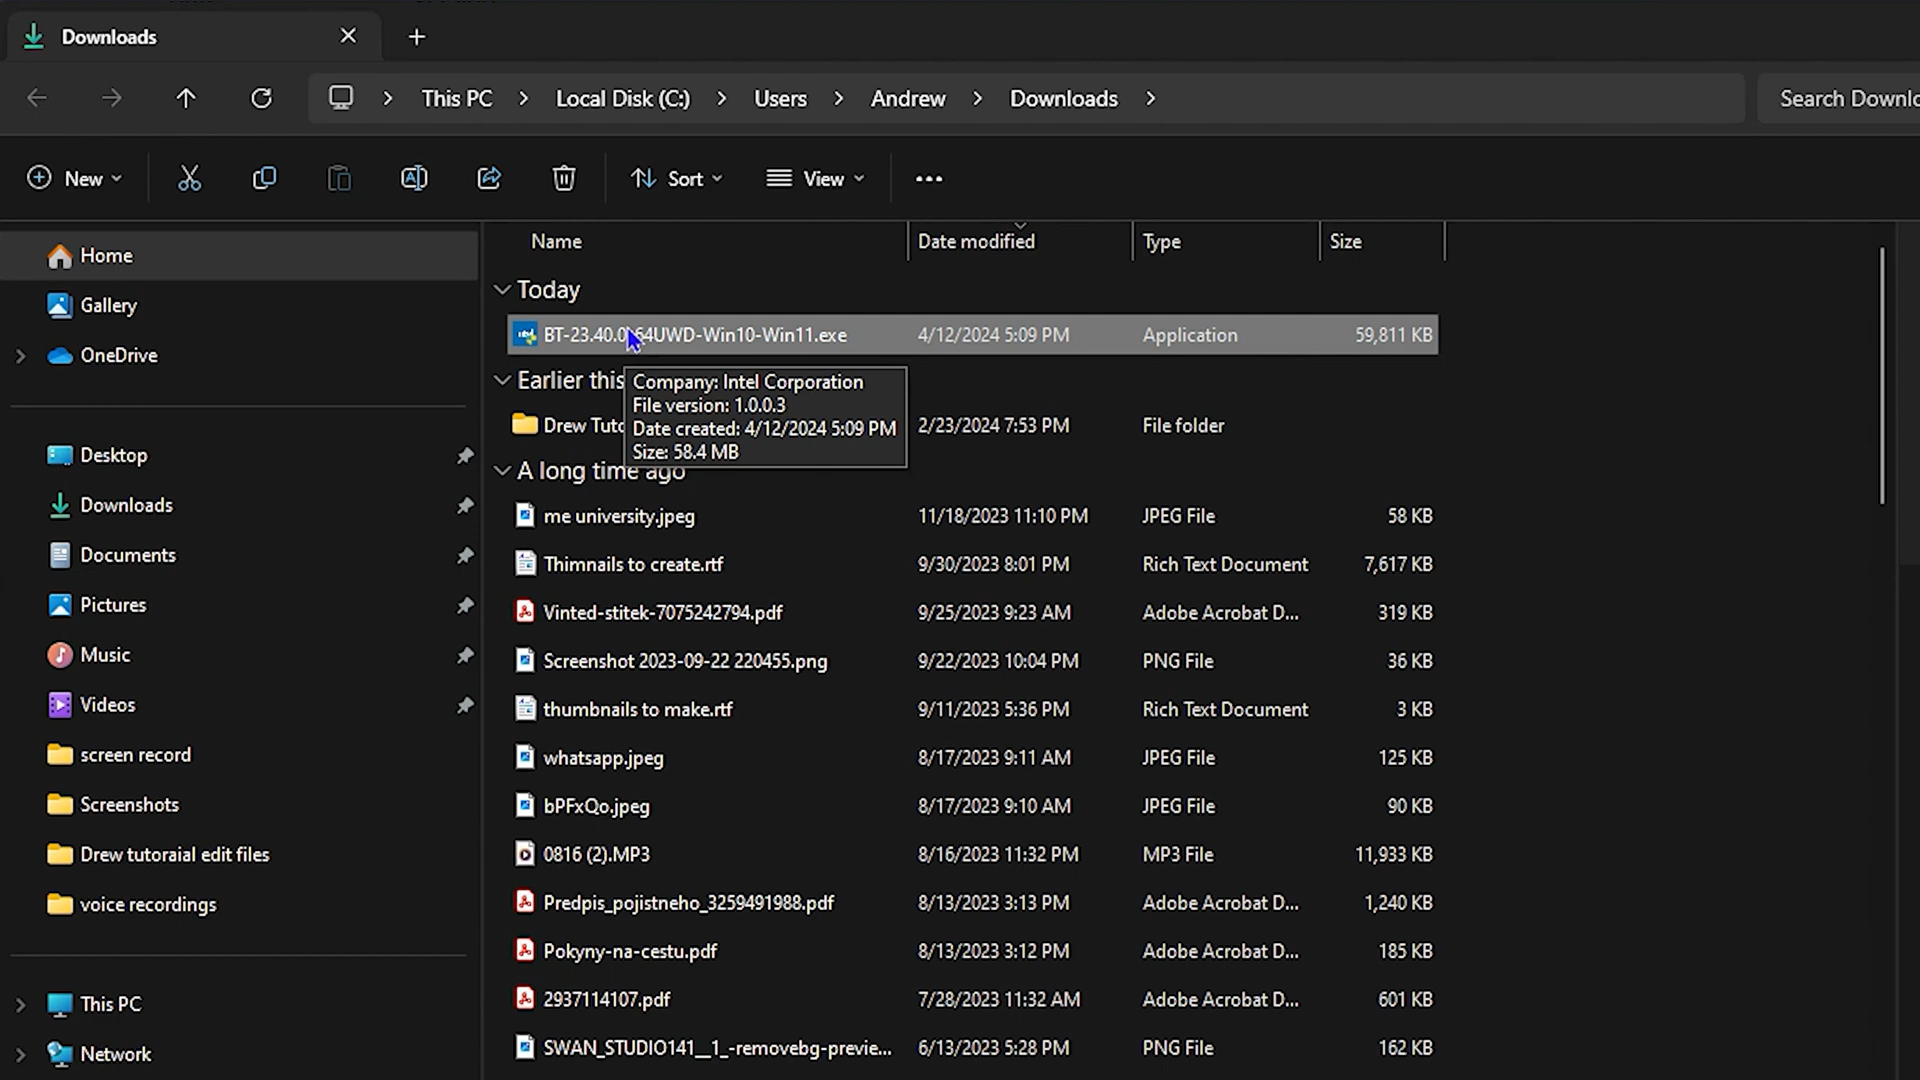 Downloads
This PC Local Disk (C:) Users Andrew Downloads
Search Downlo
New Sort View
Name Date modified Type Size
Home
Gallery
OneDrive
Desktop
Downloads
Documents
Pictures
Music
Videos
screen record
Screenshots
Drew tutoraial edit files
voice recordings
This PC
Network
Today
BT-23.40.0 64UWD-Win10-Win11.exe 4/12/2024 5:09 PM Application 59,811 KB
Earlier this
Company: Intel Corporation
File version: 1.0.0.3
Date created: 4/12/2024 5:09 PM
Size: 58.4 MB
Drew Tuto 2/23/2024 7:53 PM File folder
A long time ago
me university.jpeg 11/18/2023 11:10 PM JPEG File 58 KB
Thimnails to create.rtf 9/30/2023 8:01 PM Rich Text Document 7,617 KB
Vinted-stitek-7075242794.pdf 9/25/2023 9:23 AM Adobe Acrobat D... 319 KB
Screenshot 2023-09-22 220455.png 9/22/2023 10:04 PM PNG File 36 KB
thumbnails to make.rtf 9/11/2023 5:36 PM Rich Text Document 3 KB
whatsapp.jpeg 8/17/2023 9:11 AM JPEG File 125 KB
bPFxQo.jpeg 8/17/2023 9:10 AM JPEG File 90 KB
0816 (2).MP3 8/16/2023 11:32 PM MP3 File 11,933 KB
Predpis_pojistneho_3259491988.pdf 8/13/2023 3:13 PM Adobe Acrobat D... 1,240 KB
Pokyny-na-cestu.pdf 8/13/2023 3:12 PM Adobe Acrobat D... 185 KB
2937114107.pdf 7/28/2023 11:32 AM Adobe Acrobat D... 601 KB
SWAN_STUDIO141__1_-removebg-previe... 6/13/2023 5:28 PM PNG File 162 KB